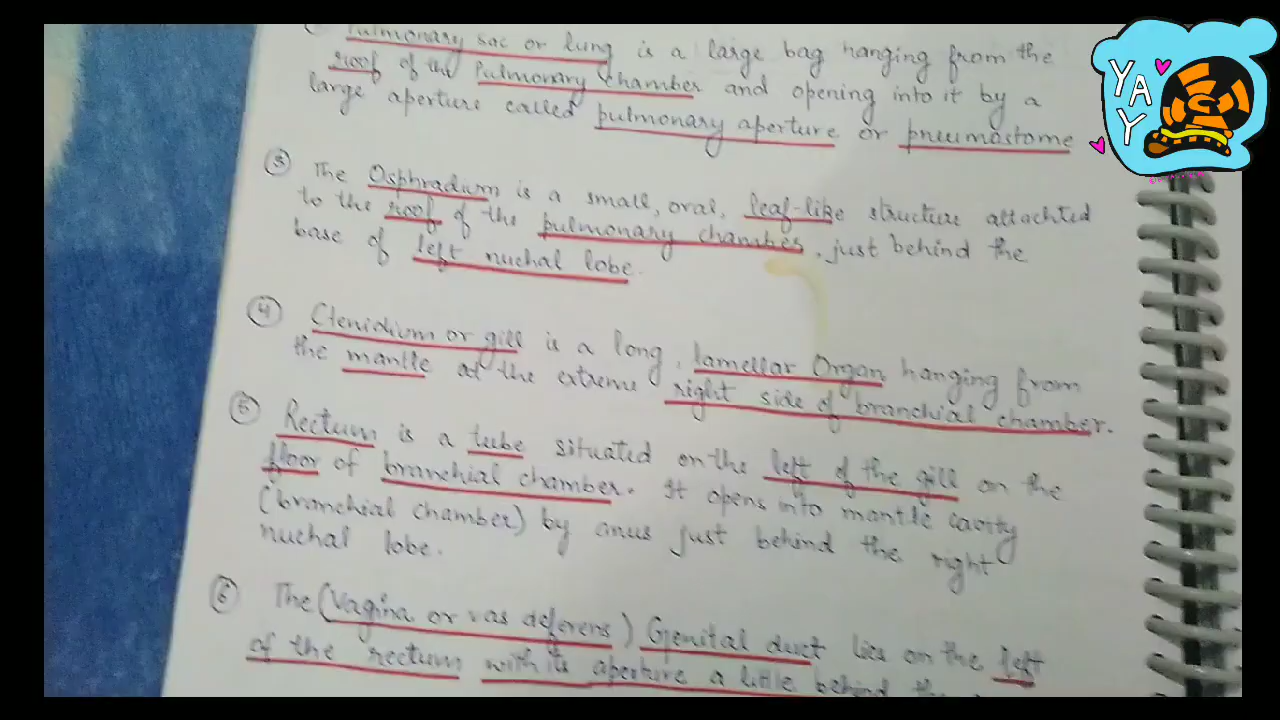 Pulmonary sac or lung is a large bag hanging from the
roof of the Pulmonary chamber and opening into it by a
large aperture called pulmonary aperture or pneumostome
③ The Osphradium is a small, oral, leaf-like structure attachted
to the roof of the pulmonary chamber, just behind the
base of left nuchal lobe.
④ Ctenidium or gill is a long, lamellar Organ hanging from
the mantle at the extreme right side of branchial chamber.
⑤ Rectum is a tube situated on the left of the gill on the
floor of branchial chamber. It opens into mantle cavity
(branchial chamber) by anus just behind the right
nuchal lobe.
⑥ The (Vagina or vas deferens) Genital duct lies on the left
of the rectum with its aperture a little behind the
YAY